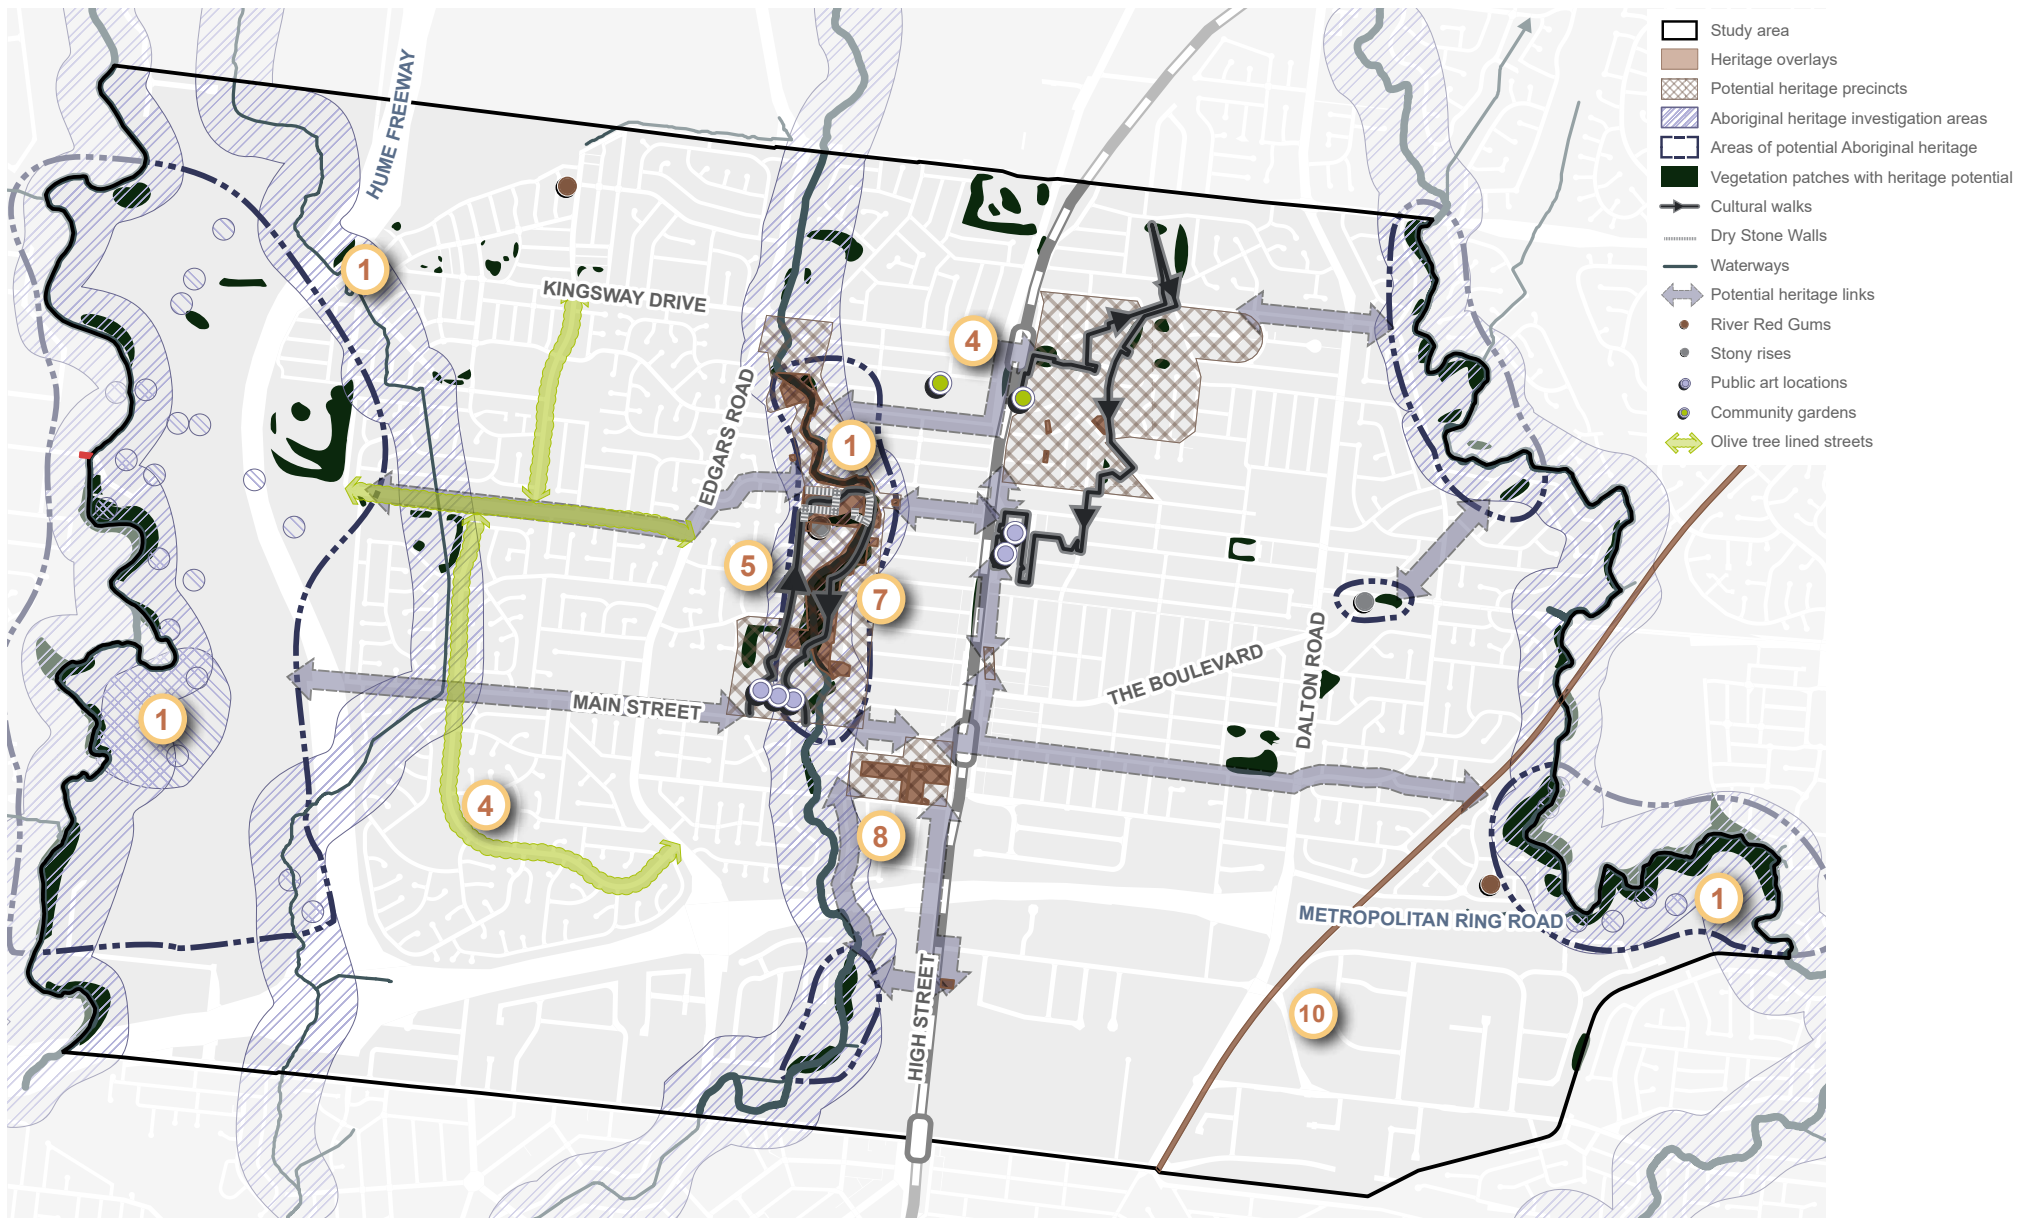 Study area
Heritage overlays
Potential heritage precincts
Aboriginal heritage investigation areas
Areas of potential Aboriginal heritage
Vegetation patches with heritage potential
Cultural walks
Dry Stone Walls
Waterways
Potential heritage links
River Red Gums
Stony rises
Public art locations
Community gardens
Olive tree lined streets
HUME FREEWAY
1
KINGSWAY DRIVE
4
EDGARS ROAD
1
5
7
THE BOULEVARD
DALTON ROAD
MAIN STREET
1
4
8
1
METROPOLITAN RING ROAD
HIGH STREET
10